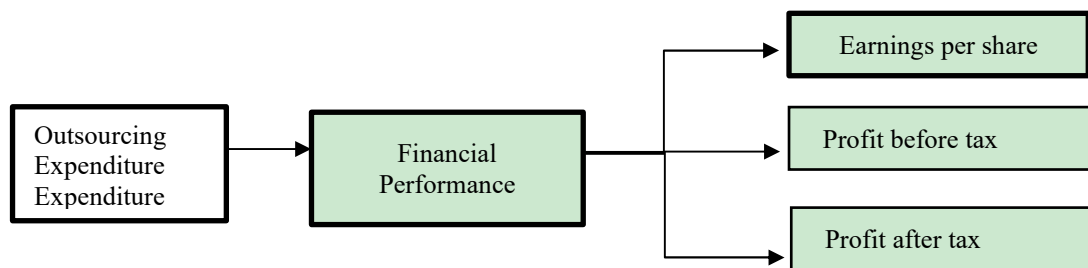 Outsourcing
Expenditure
Expenditure
Financial
Performance
Earnings per share
Profit before tax
Profit after tax